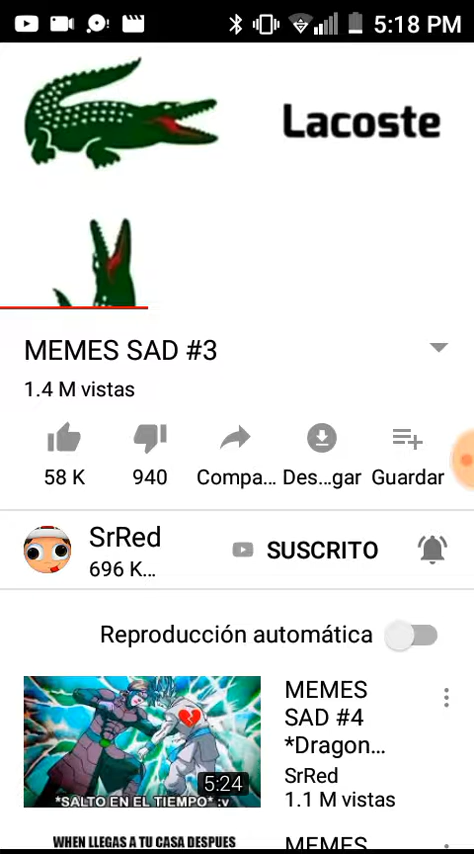 5:18 PM
Lacoste
MEMES SAD #3
1.4 M vistas
58 K
940
Compa...
Des...gar
Guardar
SrRed
696 K...
SUSCRITO
Reproducción automática
MEMES
SAD #4
*Dragon...
SrRed
1.1 M vistas
5:24
*SALTO EN EL TIEMPO* :v
WHEN LLEGAS A TU CASA DESPUES
MEMES